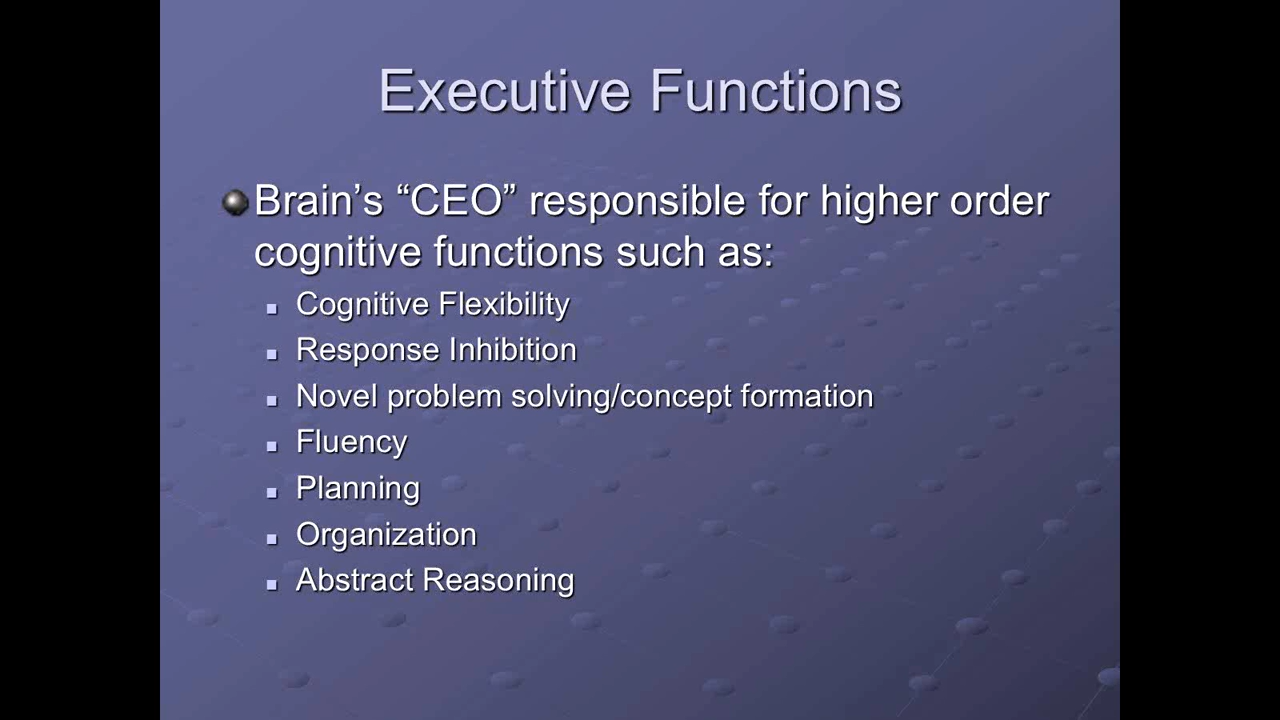 Executive Functions
Brain’s “CEO” responsible for higher order
cognitive functions such as:
Cognitive Flexibility
Response Inhibition
Novel problem solving/concept formation
Fluency
Planning
Organization
Abstract Reasoning